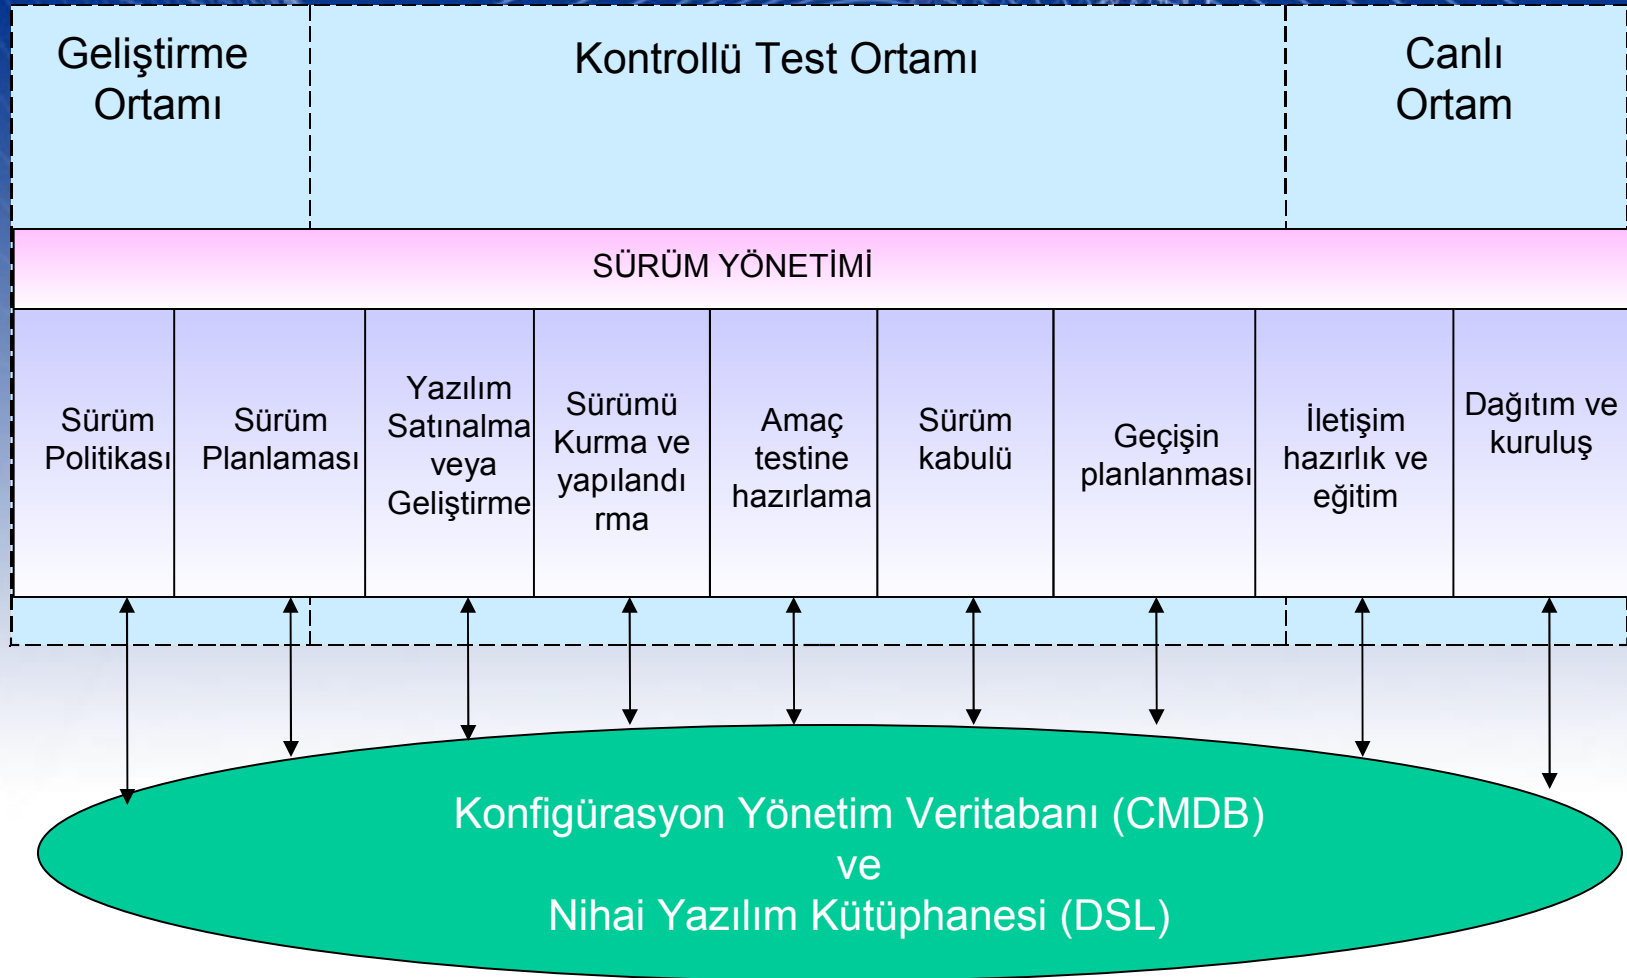 Geliştirme
Ortamı
Kontrollü Test Ortamı
Canlı
Ortam
SÜRÜM YÖNETİMİ
Sürüm
Politikası
Sürüm
Planlaması
Yazılım
Satınalma
veya
Geliştirme
Sürümü
Kurma ve
yapılandı
rma
Amaç
testine
hazırlama
Sürüm
kabulü
Geçişin
planlanması
İletişim
hazırlık ve
eğitim
Dağıtım ve
kuruluş
Konfigürasyon Yönetim Veritabanı (CMDB)
ve
Nihai Yazılım Kütüphanesi (DSL)